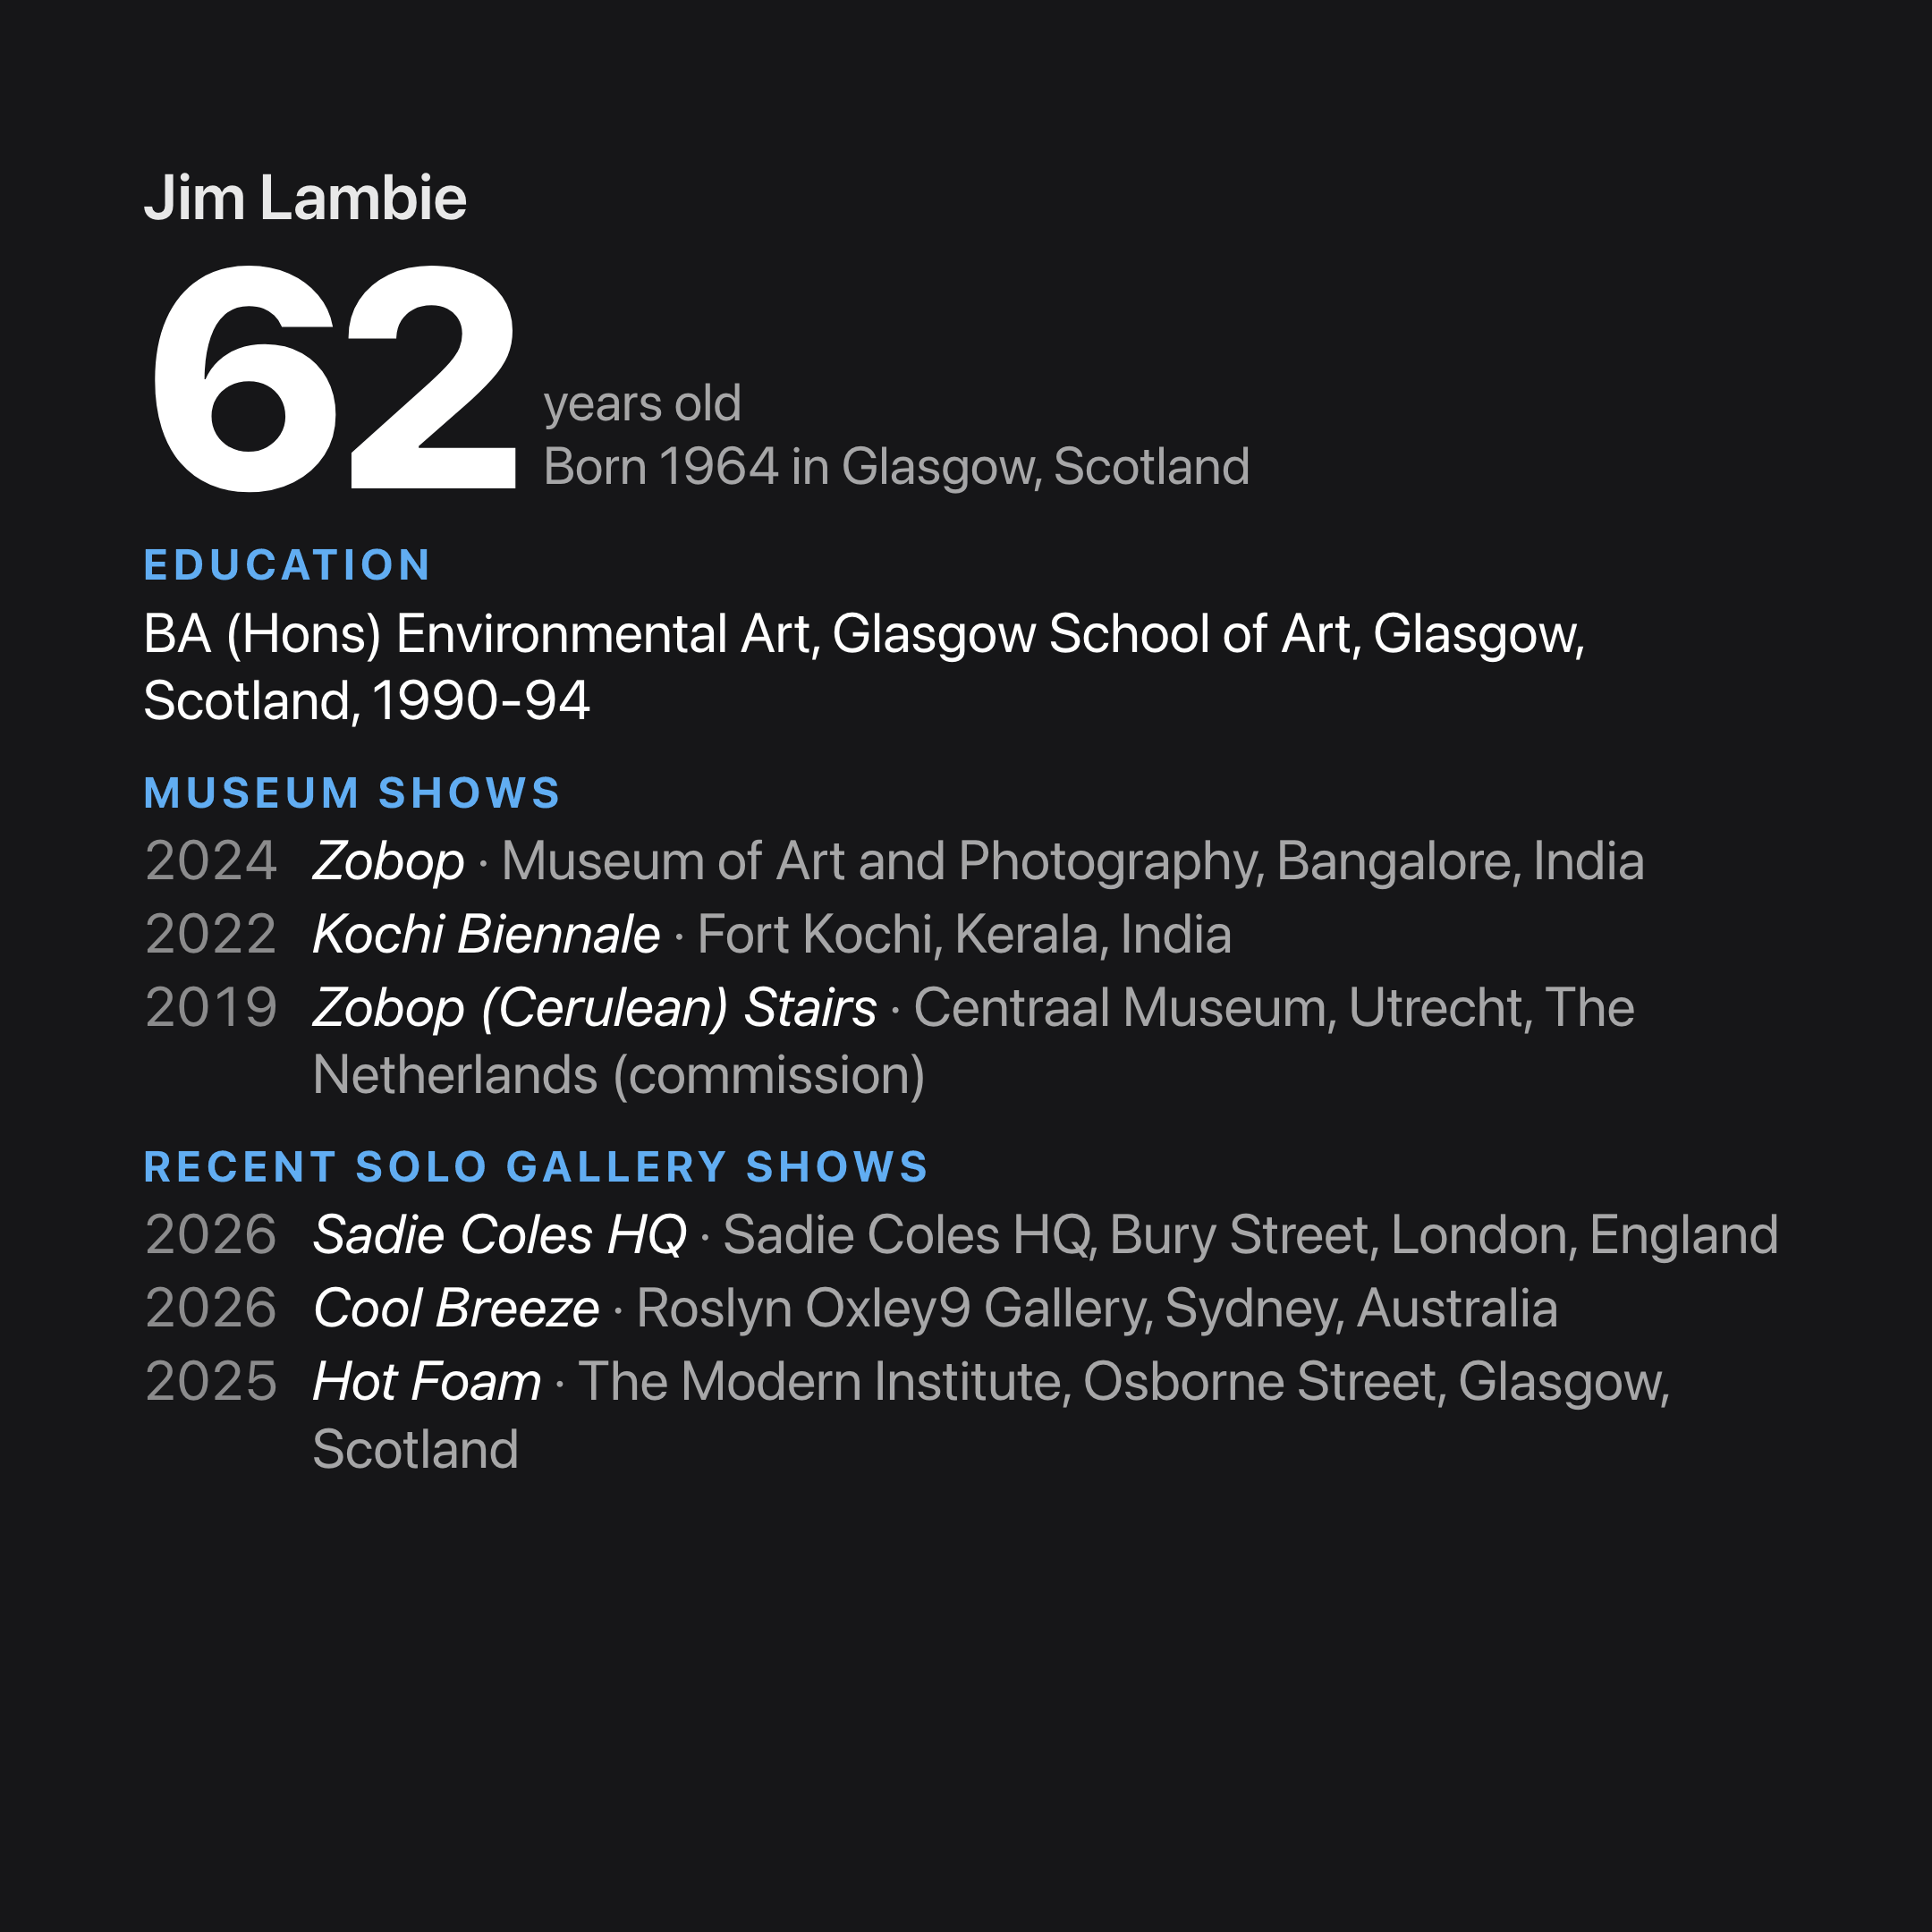 Jim Lambie
62
years old
Born 1964 in Glasgow, Scotland
EDUCATION
BA (Hons) Environmental Art, Glasgow School of Art, Glasgow,
Scotland, 1990-94
MUSEUM SHOWS
2024 Zobop · Museum of Art and Photography, Bangalore, India
2022 Kochi Biennale · Fort Kochi, Kerala, India
2019 Zobop (Cerulean) Stairs · Centraal Museum, Utrecht, The
Netherlands (commission)
RECENT SOLO GALLERY SHOWS
2026 Sadie Coles HQ · Sadie Coles HQ, Bury Street, London, England
2026 Cool Breeze · Roslyn Oxley9 Gallery, Sydney, Australia
2025 Hot Foam · The Modern Institute, Osborne Street, Glasgow,
Scotland